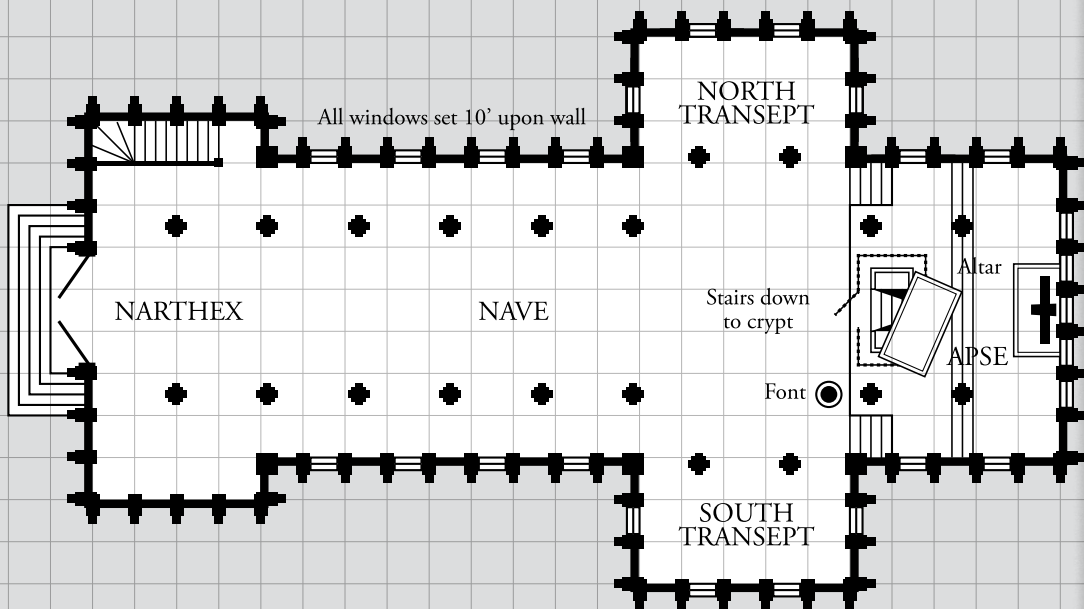 NORTH
TRANSEPT
All windows set 10’ upon wall
Altar
Stairs down
to crypt
NARTHEX
NAVE
APSE
Font
SOUTH
TRANSEPT